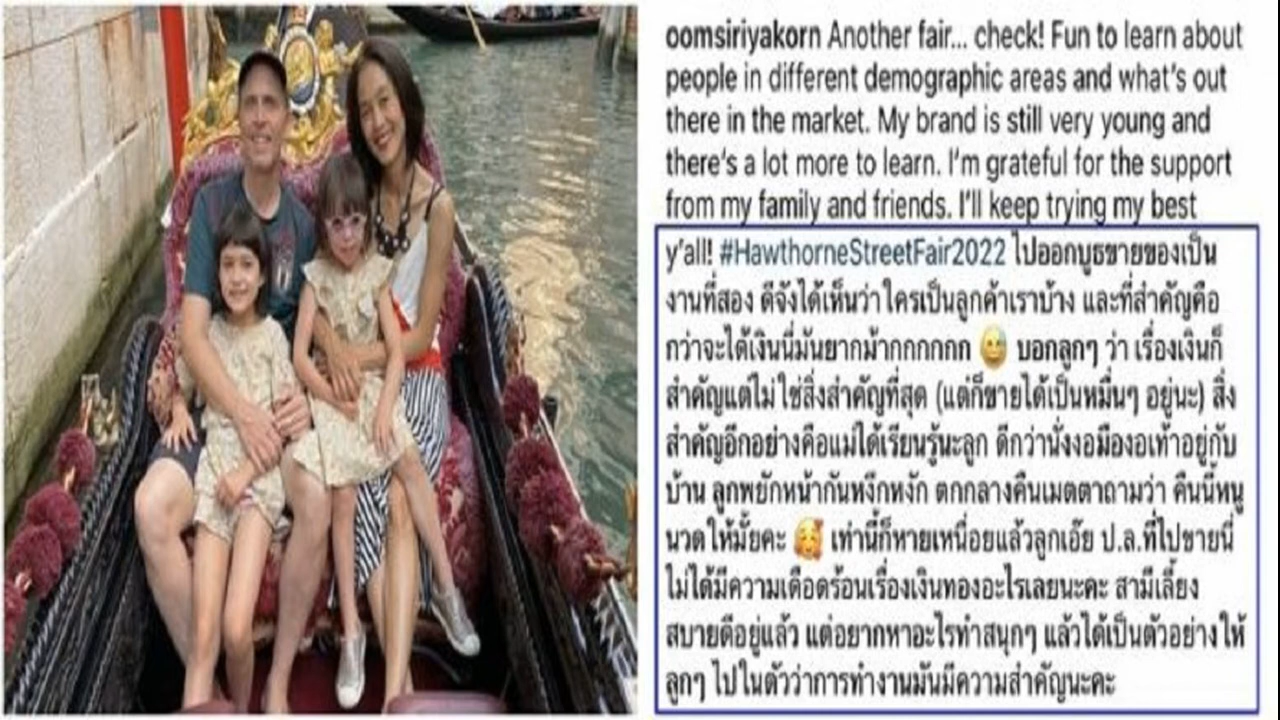 oomsiriyakorn Another fair... check! Fun to learn about
people in different demographic areas and what's out
there in the market. My brand is still very young and
there's a lot more to learn. I'm grateful for the support
from my family and friends. I'll keep trying my best
y'all! #HawthorneStreetFair2022 ไปออกบูธขายของเป็น
งานที่สอง ดีจังได้เห็นว่าใครเป็นลูกค้าเราบ้าง และที่สำคัญคือ
กว่าจะได้เงินนี่มันยากม้ากกกกกก 😅 บอกลูกๆ ว่า เรื่องเงินก็
สำคัญแต่ไม่ใช่สิ่งสำคัญที่สุด (แต่ก็ขายได้เป็นหมื่นๆ อยู่นะ) สิ่ง
สำคัญอีกอย่างคือแม่ได้เรียนรู้นะลูก ดีกว่านั่งงอมืองอเท้าอยู่กับ
บ้าน ลูกพยักหน้ากันหงึกหงัก ตกกลางคืนเมตตาถามว่า คืนนี้หนู
นวดให้มั้ยคะ 🥰 เท่านี้ก็หายเหนื่อยแล้วลูกเอ๊ย ป.ล.ที่ไปขายนี่
ไม่ได้มีความเดือดร้อนเรื่องเงินทองอะไรเลยนะคะ สามีเลี้ยง
สบายดีอยู่แล้ว แต่อยากหาอะไรทำสนุกๆ แล้วได้เป็นตัวอย่างให้
ลูกๆ ไปในตัวว่าการทำงานมันมีความสำคัญนะคะ